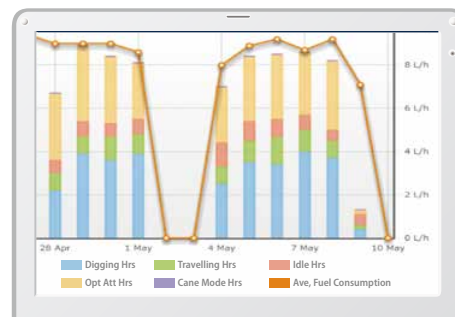 8 L/h
6 L/h
4 L/h
2 L/h
0 L/h
26 Apr 1 May 4 May 7 May 10 May
Digging Hrs Travelling Hrs Idle Hrs
Opt Att Hrs Cane Mode Hrs Ave, Fuel Consumption